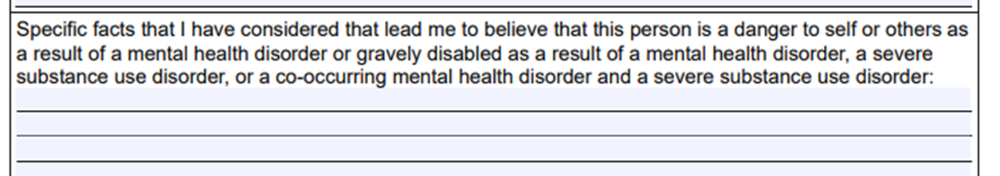 Specific facts that I have considered that lead me to believe that this person is a danger to self or others as
a result of a mental health disorder or gravely disabled as a result of a mental health disorder, a severe
substance use disorder, or a co-occurring mental health disorder and a severe substance use disorder: